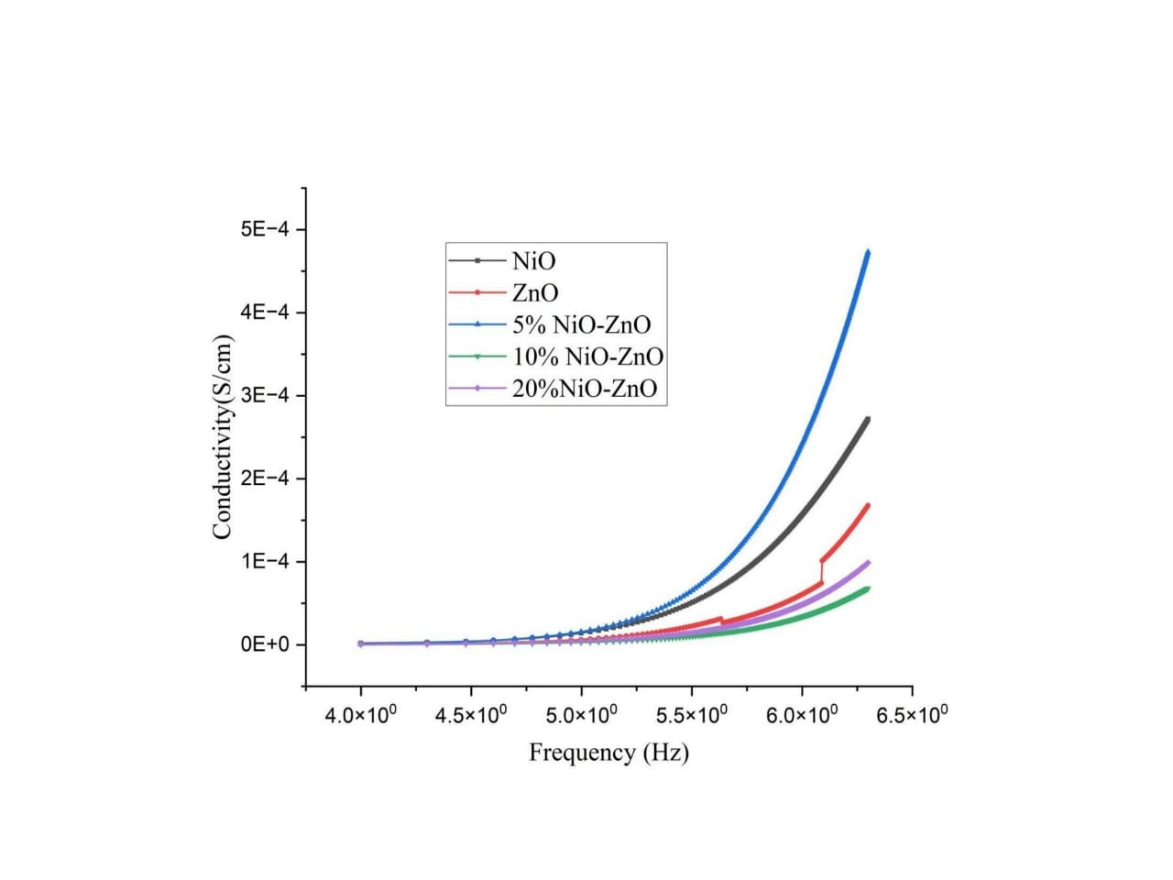 5E−4
4E−4
3E−4
2E−4
1E−4
0E+0
Conductivity(S/cm)
NiO
ZnO
5% NiO-ZnO
10% NiO-ZnO
20%NiO-ZnO
4.0×10⁰ 4.5×10⁰ 5.0×10⁰ 5.5×10⁰ 6.0×10⁰ 6.5×10⁰
Frequency (Hz)